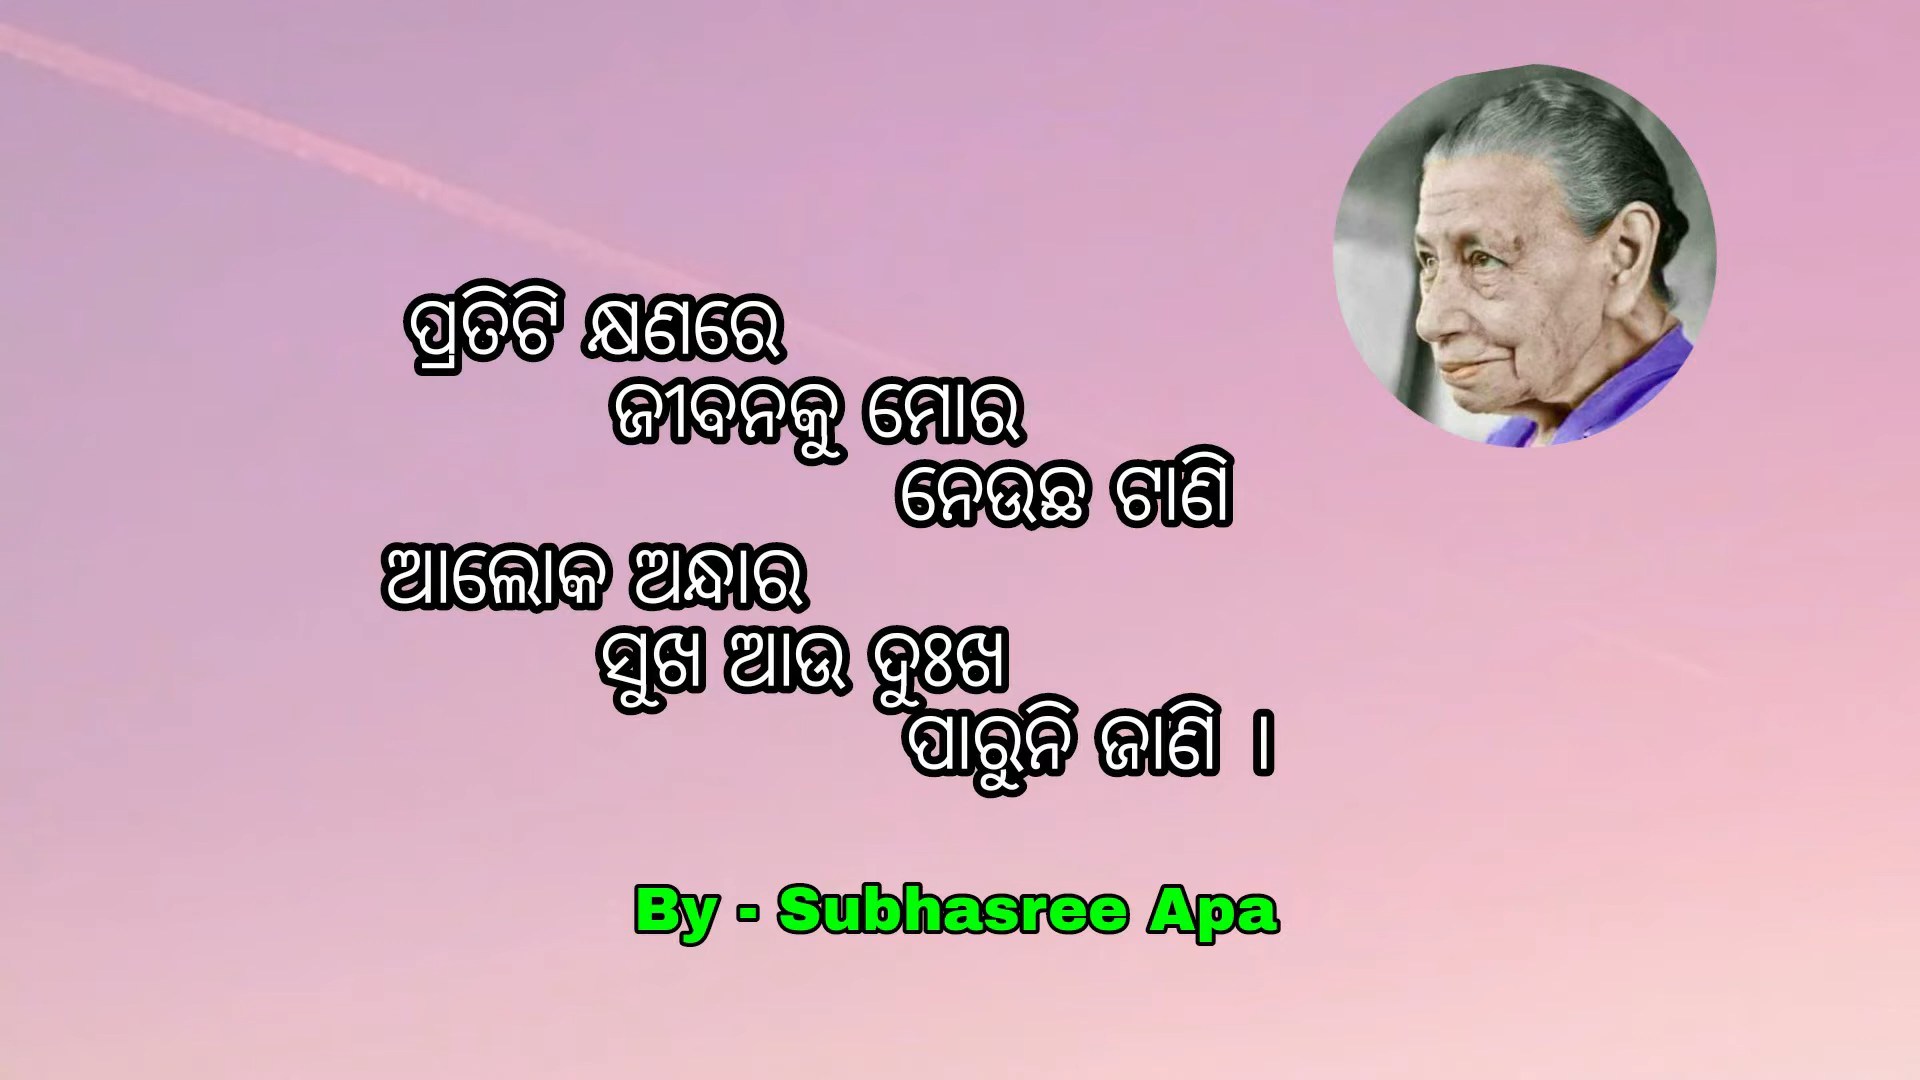 ପ୍ରତିଟି କ୍ଷଣରେ
ଜୀବନକୁ ମୋର
ନେଉଛ ଟାଣି
ଆଲୋକ ଅନ୍ଧାର
ସୁଖ ଆଉ ଦୁଃଖ
ପାରୁନି ଜାଣି ।
By - Subhasree Apa